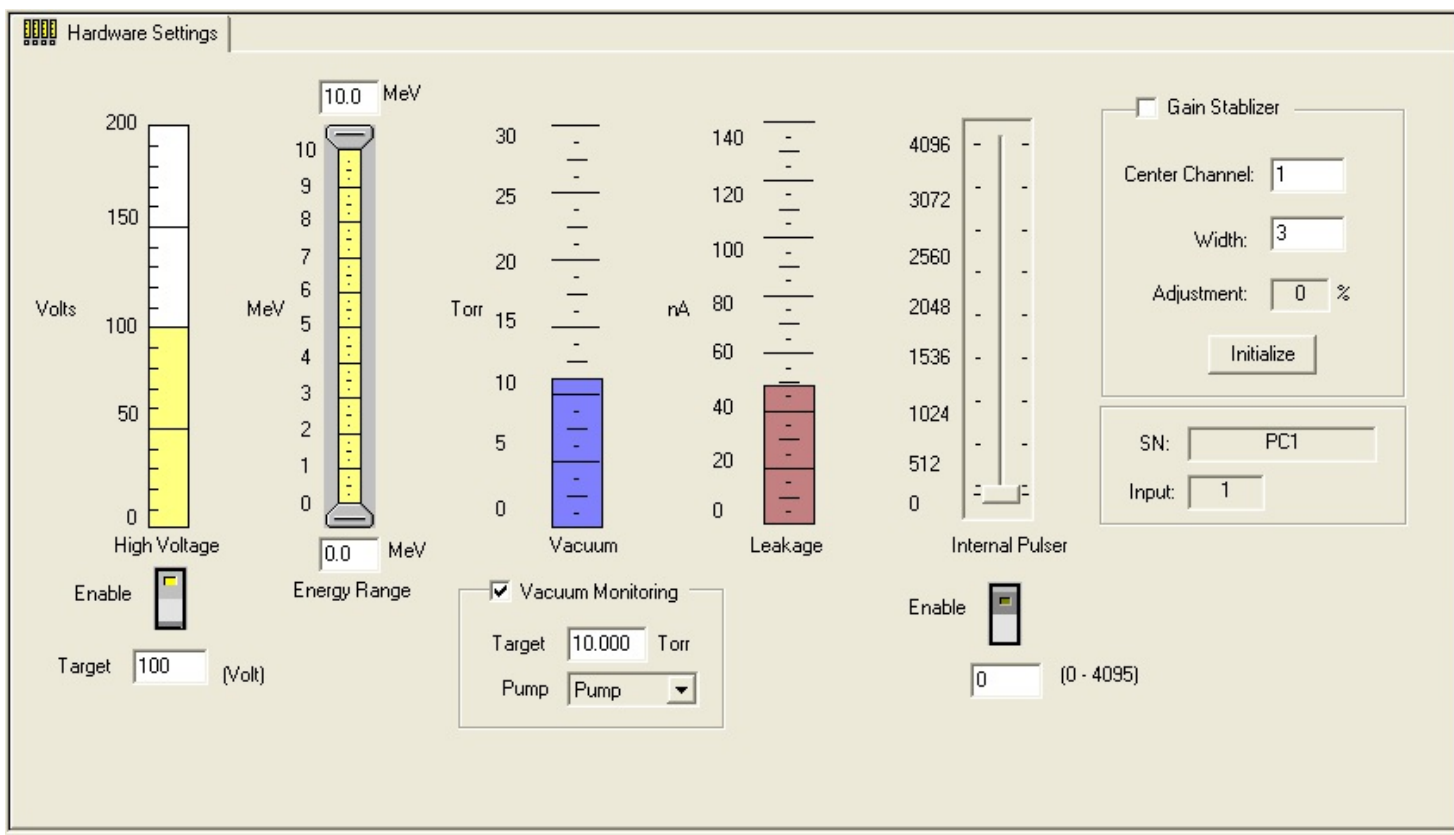 Hardware Settings
10.0 MeV
200
150
Volts
100
50
0
High Voltage
Enable
Target 100 (Volt)
10
9
8
7
6
MeV
5
4
3
2
1
0
0.0 MeV
Energy Range
30
25
20
Torr
15
10
5
0
Vacuum
Vacuum Monitoring
Target 10.000 Torr
Pump Pump
140
120
100
nA
80
60
40
20
0
Leakage
4096
3072
2560
2048
1536
1024
512
0
Internal Pulser
Enable
0 (0 - 4095)
Gain Stablizer
Center Channel: 1
Width: 3
Adjustment: 0 %
Initialize
SN: PC1
Input: 1